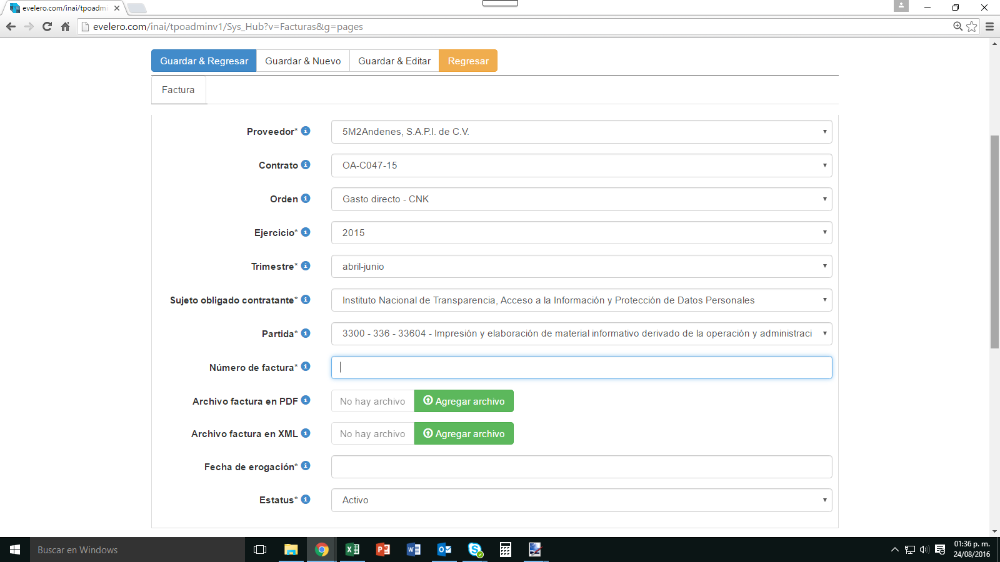 evelero.com/inai/tpoadmi
evelero.com/inai/tpoadminv1/Sys_Hub?v=Facturas&g=pages
Guardar & Regresar
Guardar & Nuevo
Guardar & Editar
Regresar
Factura
Proveedor*
5M2Andenes, S.A.P.I. de C.V.
Contrato
OA-C047-15
Orden
Gasto directo - CNK
Ejercicio*
2015
Trimestre*
abril-junio
Sujeto obligado contratante*
Instituto Nacional de Transparencia, Acceso a la Información y Protección de Datos Personales
Partida*
3300 - 336 - 33604 - Impresión y elaboración de material informativo derivado de la operación y administraci
Número de factura*
Archivo factura en PDF
No hay archivo
Agregar archivo
Archivo factura en XML
No hay archivo
Agregar archivo
Fecha de erogación*
Estatus*
Activo
Buscar en Windows
01:36 p. m.
24/08/2016